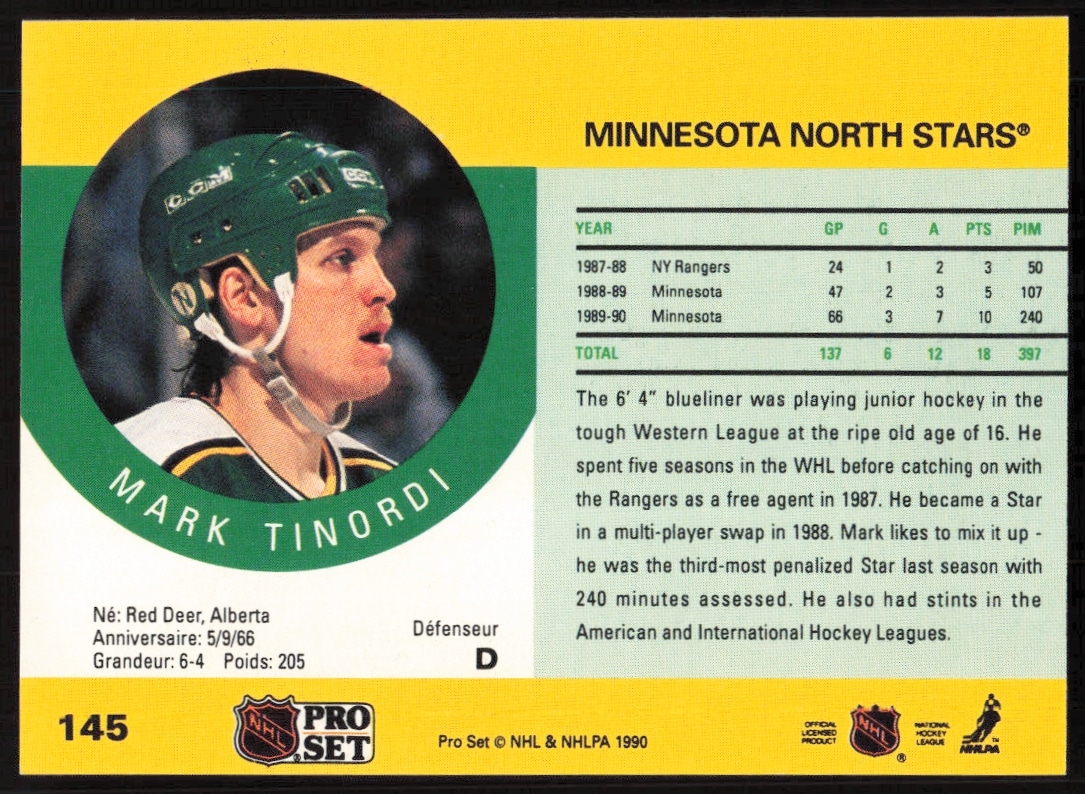 MINNESOTA NORTH STARS®
CCM
CCM
N
MARK TINORDI
YEAR GP G A PTS PIM
1987-88 NY Rangers 24 1 2 3 50
1988-89 Minnesota 47 2 3 5 107
1989-90 Minnesota 66 3 7 10 240
TOTAL 137 6 12 18 397
The 6' 4" blueliner was playing junior hockey in the
tough Western League at the ripe old age of 16. He
spent five seasons in the WHL before catching on with
the Rangers as a free agent in 1987. He became a Star
in a multi-player swap in 1988. Mark likes to mix it up -
he was the third-most penalized Star last season with
240 minutes assessed. He also had stints in the
American and International Hockey Leagues.
Né: Red Deer, Alberta
Anniversaire: 5/9/66
Grandeur: 6-4 Poids: 205
Défenseur
D
145
NHL
PRO
SET
®
Pro Set © NHL & NHLPA 1990
OFFICIAL
LICENSED
PRODUCT
NHL
®
NATIONAL
HOCKEY
LEAGUE
NHLPA
™